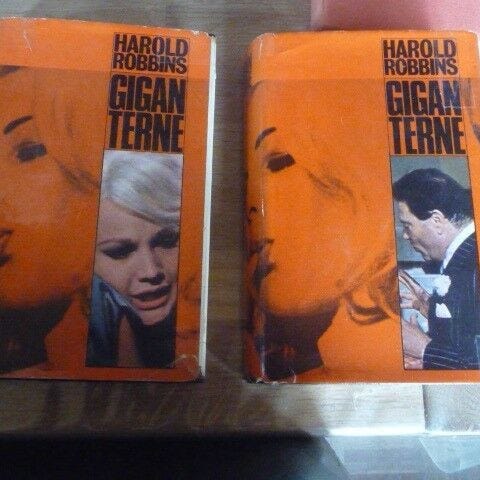 HAROLD
ROBBINS
GIGAN
TERNE
HAROLD
ROBBINS
GIGAN
TERNE